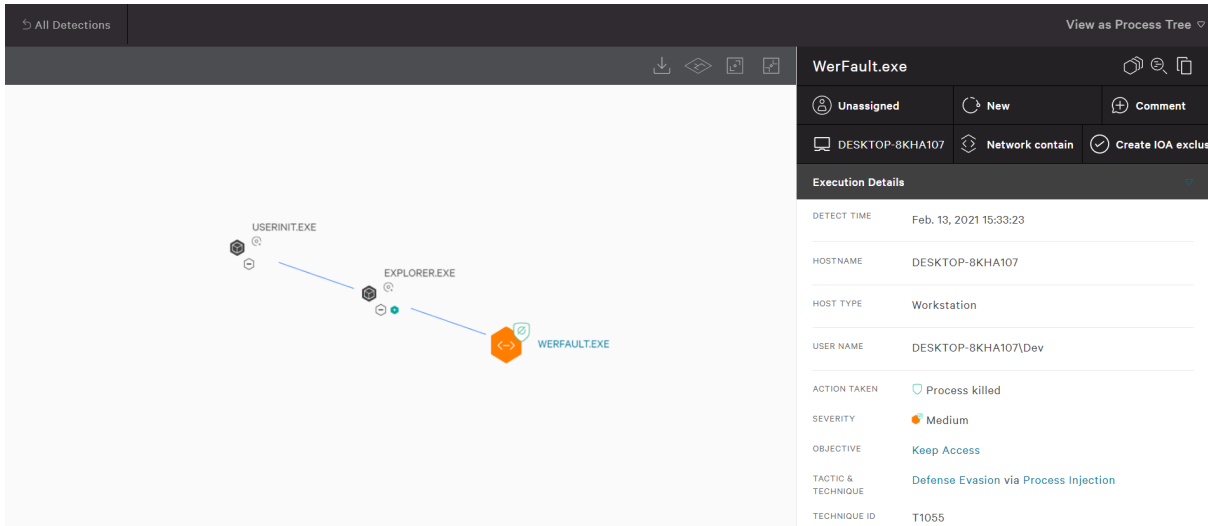 All Detections
View as Process Tree
WerFault.exe
Unassigned
New
Comment
DESKTOP-8KHA107
Network contain
Create IOA exclus
Execution Details
DETECT TIME
Feb. 13, 2021 15:33:23
HOSTNAME
DESKTOP-8KHA107
HOST TYPE
Workstation
USER NAME
DESKTOP-8KHA107\Dev
ACTION TAKEN
Process killed
SEVERITY
Medium
OBJECTIVE
Keep Access
TACTIC &
TECHNIQUE
Defense Evasion via Process Injection
TECHNIQUE ID
T1055
USERINIT.EXE
EXPLORER.EXE
WERFAULT.EXE